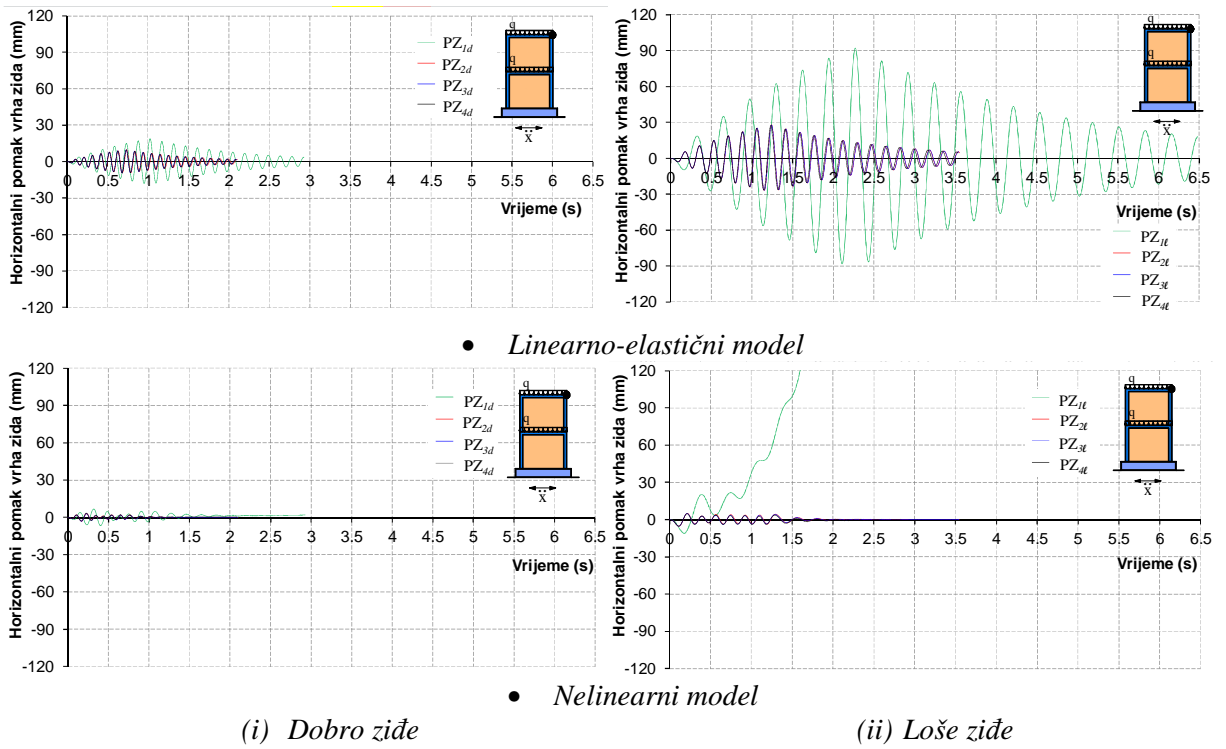 Horizontalni pomak vrha zida (mm)
120
90
60
30
0
-30
-60
-90
-120
0 0.5 1 1.5 2 2.5 3 3.5 4 4.5 5 5.5 6 6.5
Vrijeme (s)
PZ1d
PZ2d
PZ3d
PZ4d
q
q
ẍ
Horizontalni pomak vrha zida (mm)
120
90
60
30
0
-30
-60
-90
-120
0 0.5 1 1.5 2 2.5 3 3.5 4 4.5 5 5.5 6 6.5
Vrijeme (s)
PZ1ℓ
PZ2ℓ
PZ3ℓ
PZ4ℓ
q
q
ẍ
• Linearno-elastični model
Horizontalni pomak vrha zida (mm)
120
90
60
30
0
-30
-60
-90
-120
0 0.5 1 1.5 2 2.5 3 3.5 4 4.5 5 5.5 6 6.5
Vrijeme (s)
PZ1d
PZ2d
PZ3d
PZ4d
q
q
ẍ
Horizontalni pomak vrha zida (mm)
120
90
60
30
0
-30
-60
-90
-120
0 0.5 1 1.5 2 2.5 3 3.5 4 4.5 5 5.5 6 6.5
Vrijeme (s)
PZ1ℓ
PZ2ℓ
PZ3ℓ
PZ4ℓ
q
q
ẍ
• Nelinearni model
(i) Dobro ziđe
(ii) Loše ziđe